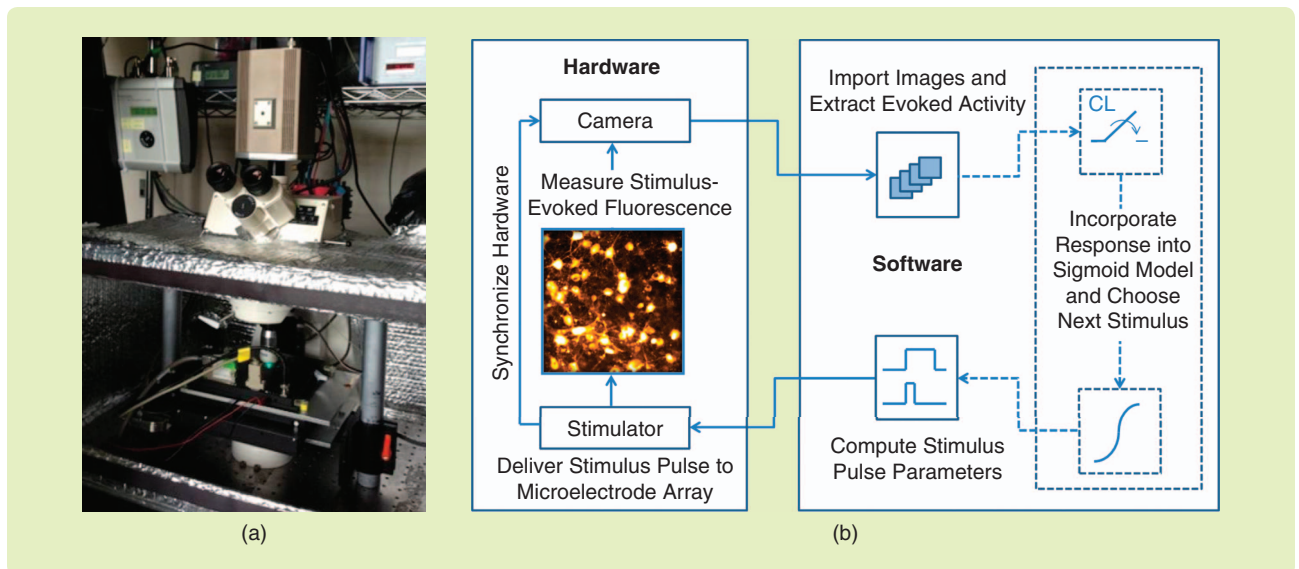 Hardware
Camera
Measure Stimulus-
Evoked Fluorescence
Synchronize Hardware
Stimulator
Deliver Stimulus Pulse to
Microelectrode Array
Import Images and
Extract Evoked Activity
CL
Software
Incorporate
Response into
Sigmoid Model
and Choose
Next Stimulus
Compute Stimulus
Pulse Parameters
(a)
(b)